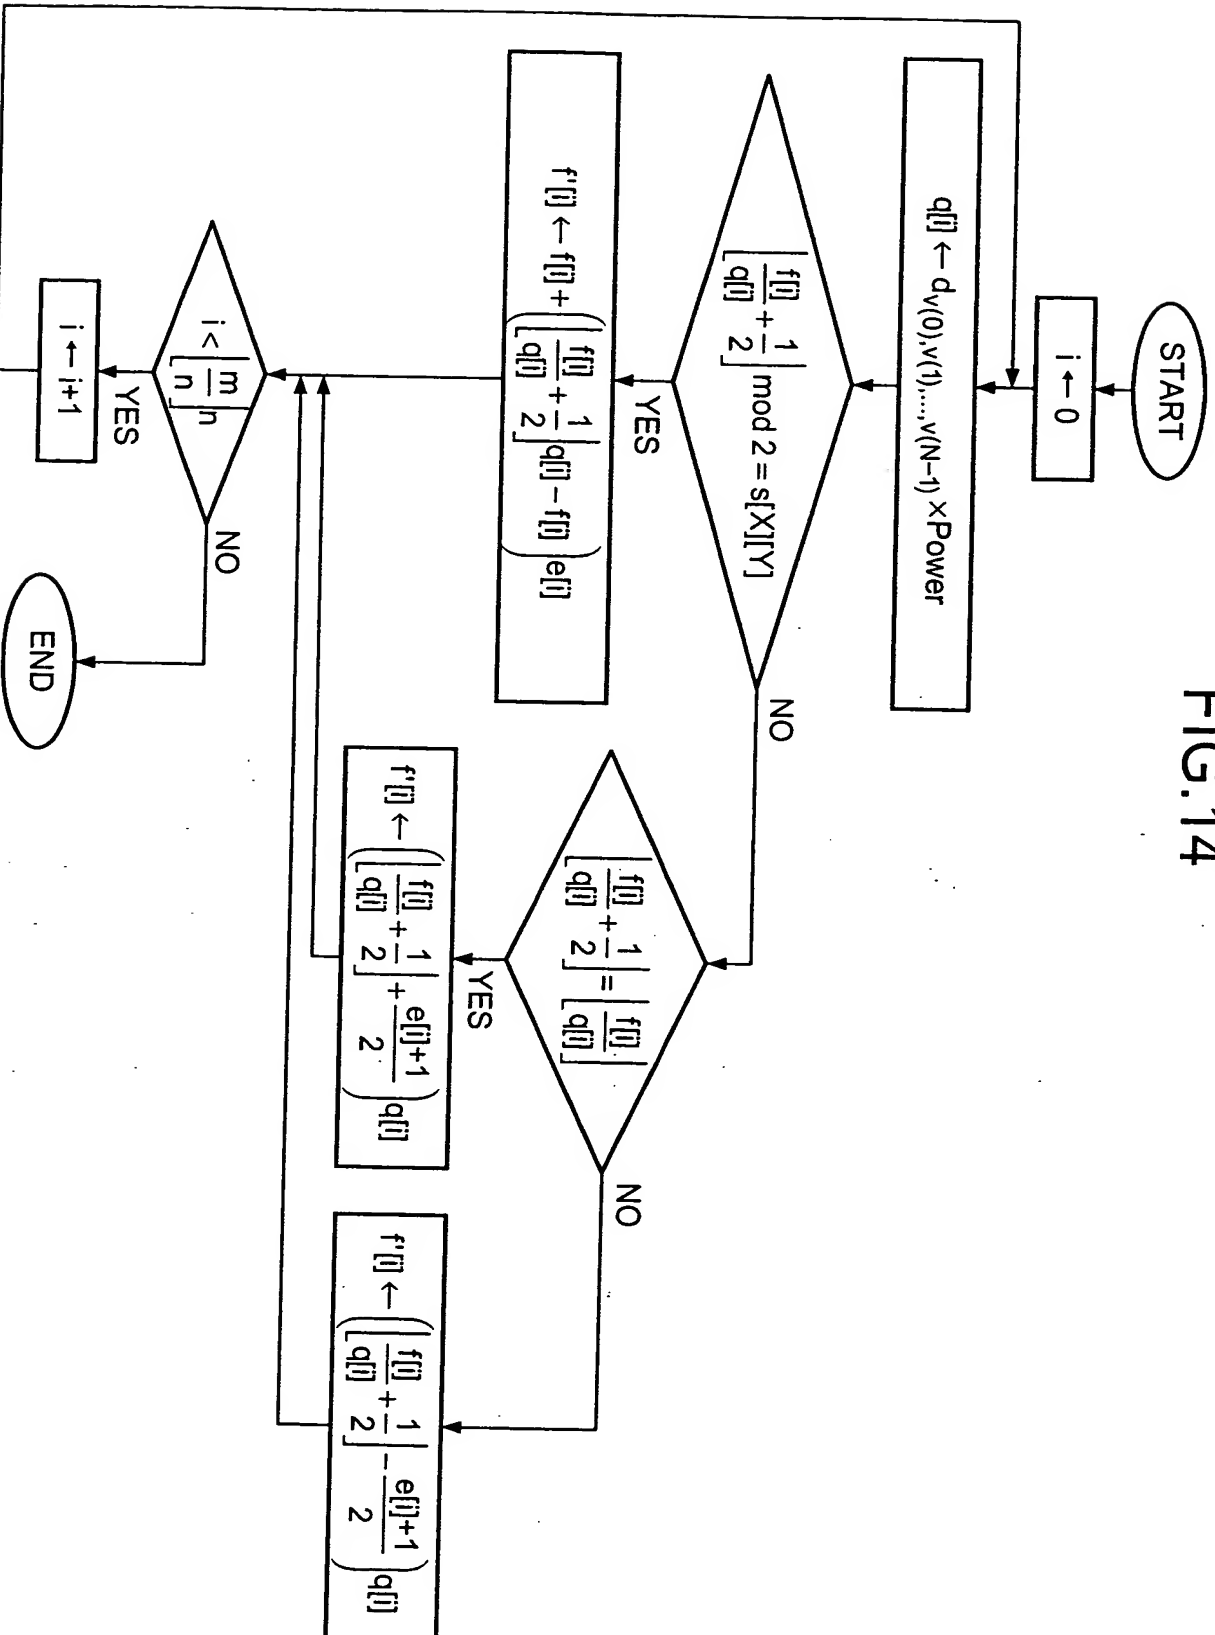 FIG.14
START
i ← 0
q[i] ← d_{v(0),v(1),...,v(N−1)} ×Power
⌊f[i]/q[i] + 1/2⌋ mod 2 = s[X][Y]
YES
NO
f'[i] ← f[i] + (⌊f[i]/q[i] + 1/2⌋q[i] − f[i]) e[i]
⌊f[i]/q[i] + 1/2⌋ = ⌊f[i]/q[i]⌋
YES
NO
f'[i] ← (⌊f[i]/q[i] + 1/2⌋ + (e[i]+1)/2) q[i]
f'[i] ← (⌊f[i]/q[i] + 1/2⌋ − (e[i]+1)/2) q[i]
i < ⌊m/n⌋n
YES
NO
i ← i+1
END